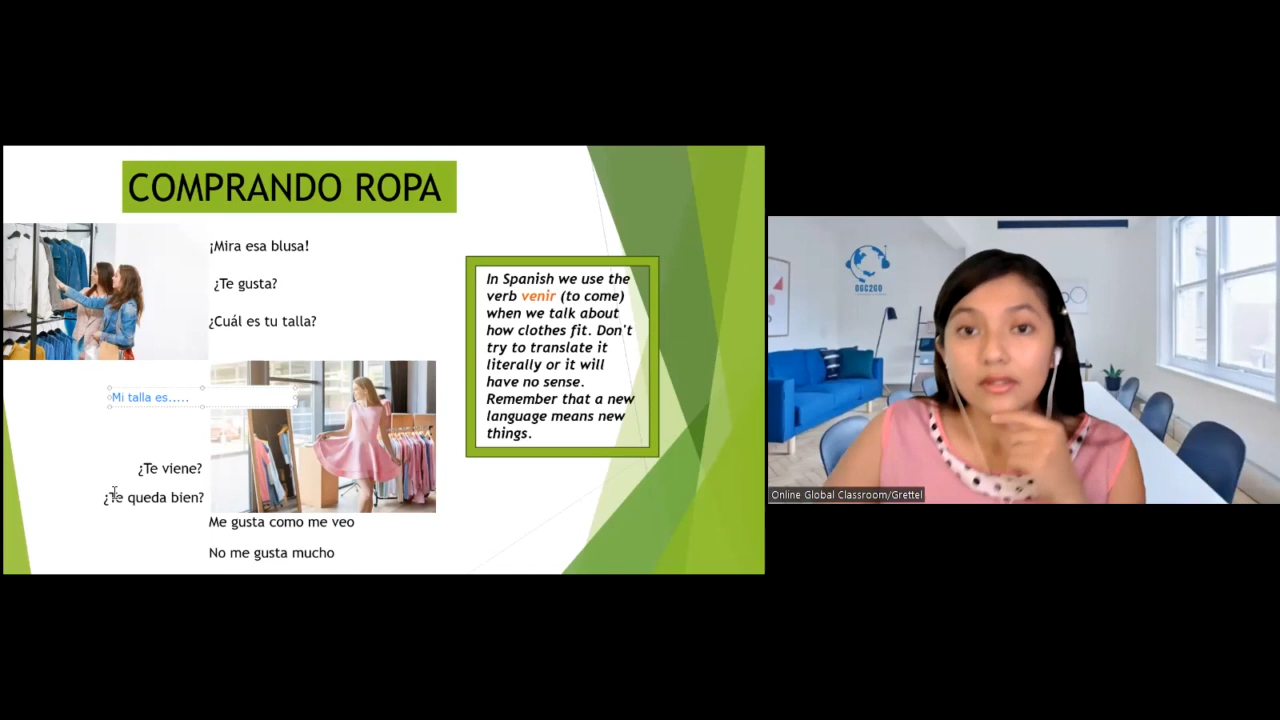 COMPRANDO ROPA
¡Mira esa blusa!
¿Te gusta?
¿Cuál es tu talla?
Mi talla es.....
¿Te viene?
¿Te queda bien?
Me gusta como me veo
No me gusta mucho
In Spanish we use the
verb venir (to come)
when we talk about
how clothes fit. Don't
try to translate it
literally or it will
have no sense.
Remember that a new
language means new
things.
OGC2GO
Online Global Classroom/Grettel